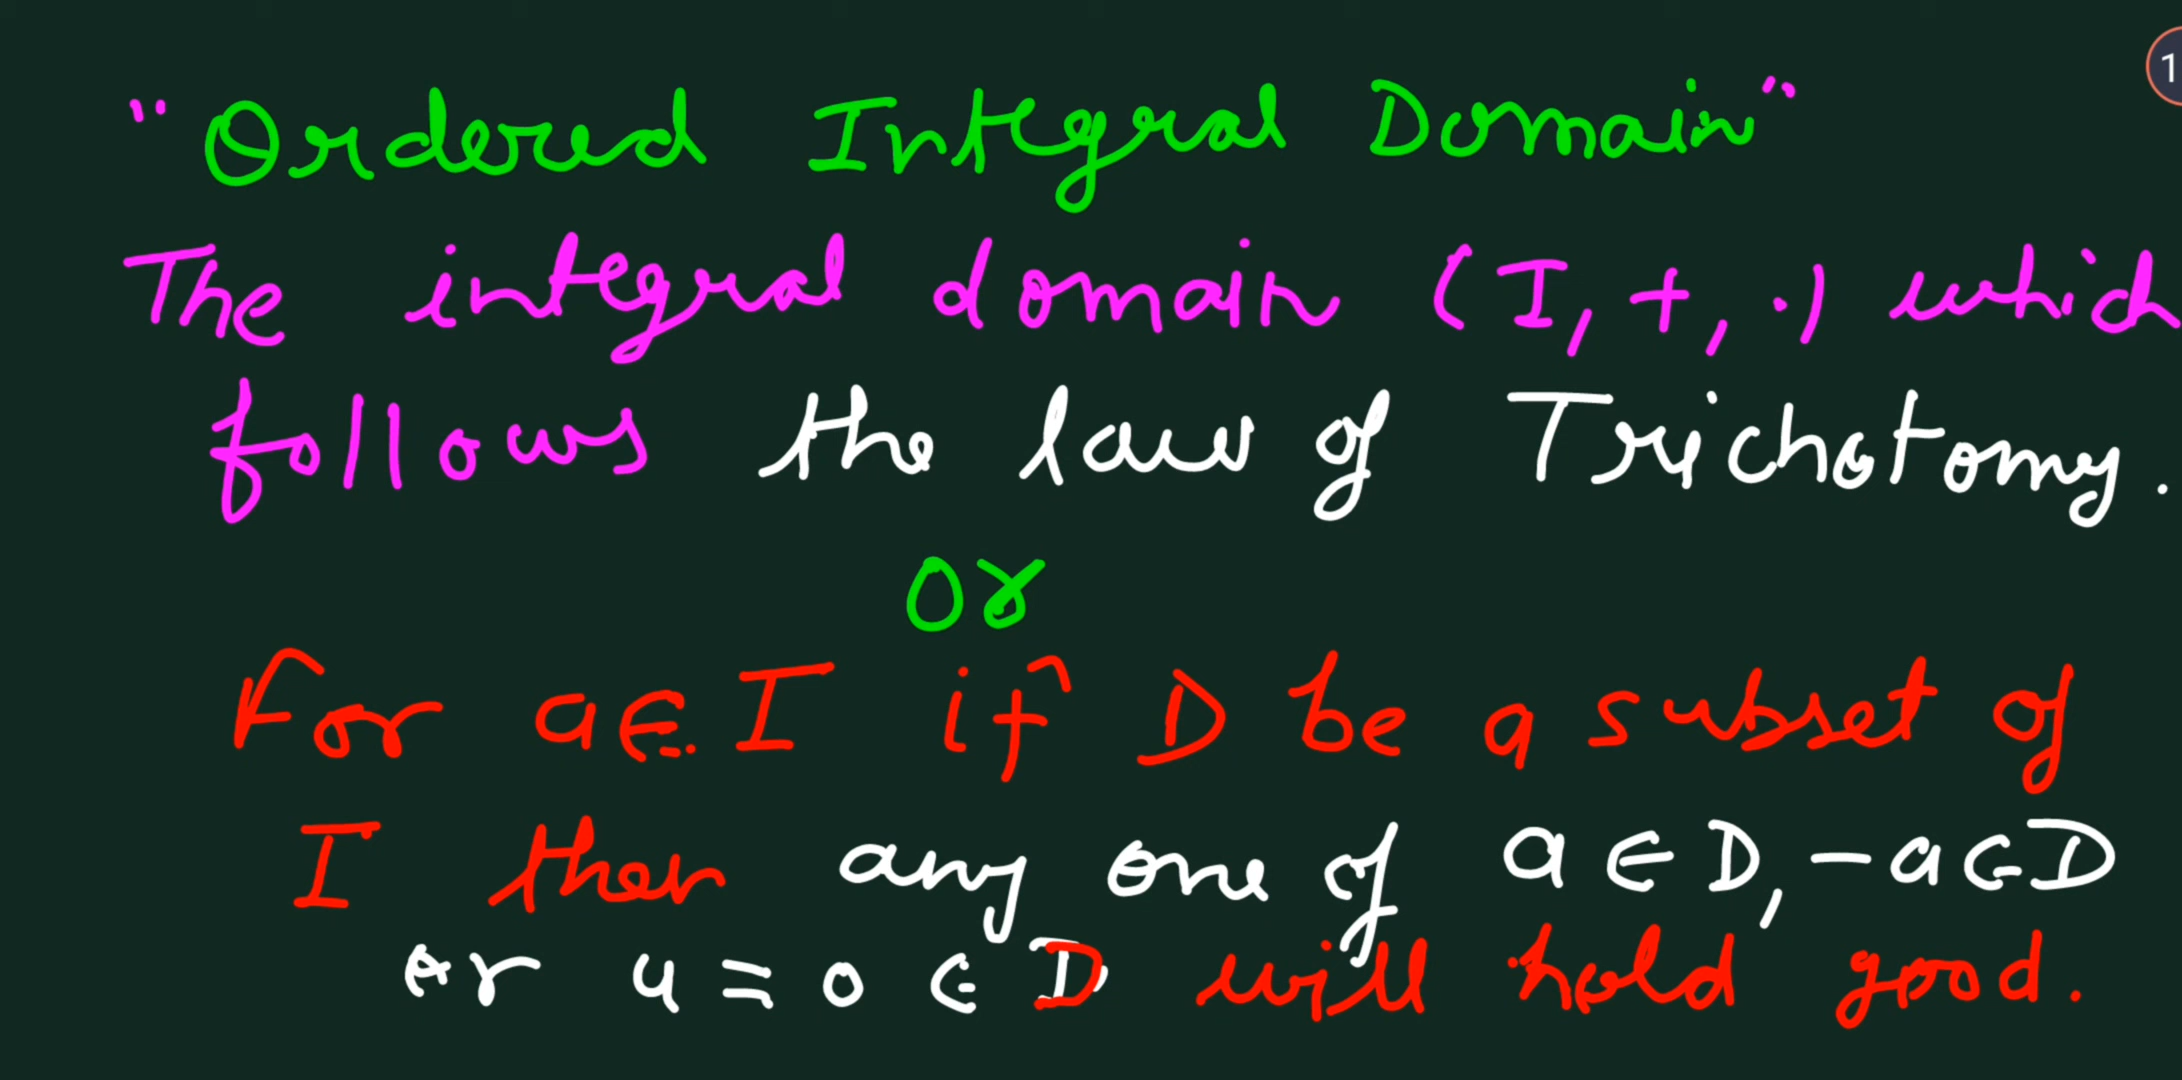 "Ordered Integral Domain"
1
The integral domain (I, +, .) which
follows the law of Trichotomy.
or
For a ∈ I if D be a subset of
I then any one of a ∈ D, -a ∈ D
or a = 0 ∈ D will hold good.